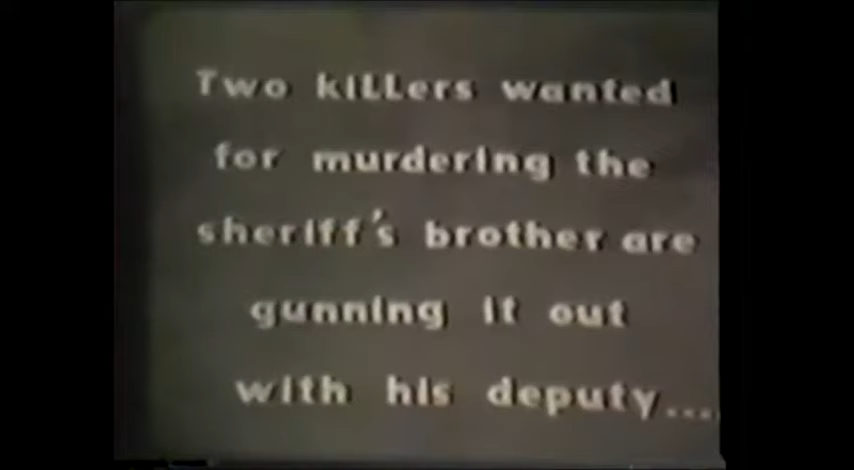 Two kiLLers wanted
for murdering the
sheriff's brother are
gunning it out
with his deputy....